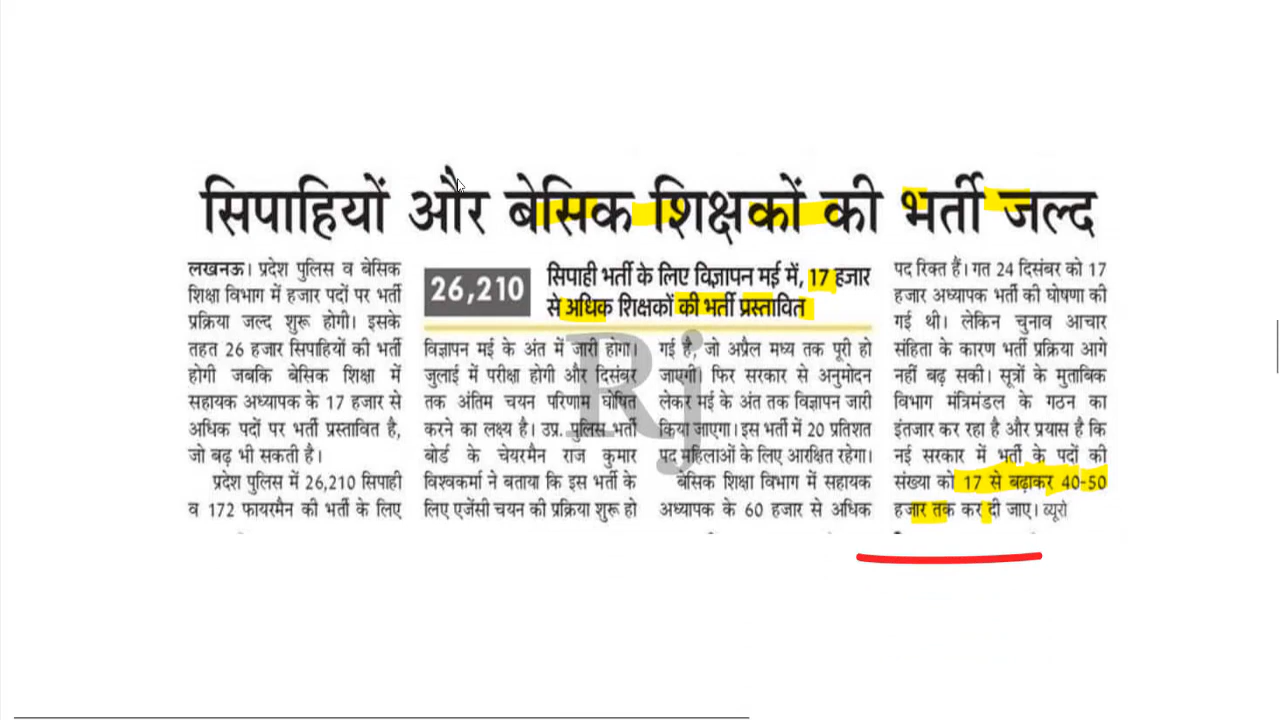 सिपाहियों और बेसिक शिक्षकों की भर्ती जल्द
लखनऊ। प्रदेश पुलिस व बेसिक
शिक्षा विभाग में हजार पदों पर भर्ती
प्रक्रिया जल्द शुरू होगी। इसके
तहत 26 हजार सिपाहियों की भर्ती
होगी जबकि बेसिक शिक्षा में
सहायक अध्यापक के 17 हजार से
अधिक पदों पर भर्ती प्रस्तावित है,
जो बढ़ भी सकती है।
प्रदेश पुलिस में 26,210 सिपाही
व 172 फायरमैन की भर्ती के लिए
26,210
सिपाही भर्ती के लिए विज्ञापन मई में, 17 हजार
से अधिक शिक्षकों की भर्ती प्रस्तावित
विज्ञापन मई के अंत में जारी होगा।
जुलाई में परीक्षा होगी और दिसंबर
तक अंतिम चयन परिणाम घोषित
करने का लक्ष्य है। उप्र. पुलिस भर्ती
बोर्ड के चेयरमैन राज कुमार
विश्वकर्मा ने बताया कि इस भर्ती के
लिए एजेंसी चयन की प्रक्रिया शुरू हो
गई है, जो अप्रैल मध्य तक पूरी हो
जाएगी। फिर सरकार से अनुमोदन
लेकर मई के अंत तक विज्ञापन जारी
किया जाएगा। इस भर्ती में 20 प्रतिशत
पद महिलाओं के लिए आरक्षित रहेगा।
बेसिक शिक्षा विभाग में सहायक
अध्यापक के 60 हजार से अधिक
पद रिक्त हैं। गत 24 दिसंबर को 17
हजार अध्यापक भर्ती की घोषणा की
गई थी। लेकिन चुनाव आचार
संहिता के कारण भर्ती प्रक्रिया आगे
नहीं बढ़ सकी। सूत्रों के मुताबिक
विभाग मंत्रिमंडल के गठन का
इंतजार कर रहा है और प्रयास है कि
नई सरकार में भर्ती के पदों की
संख्या को 17 से बढ़ाकर 40-50
हजार तक कर दी जाए। ब्यूरो
Rj